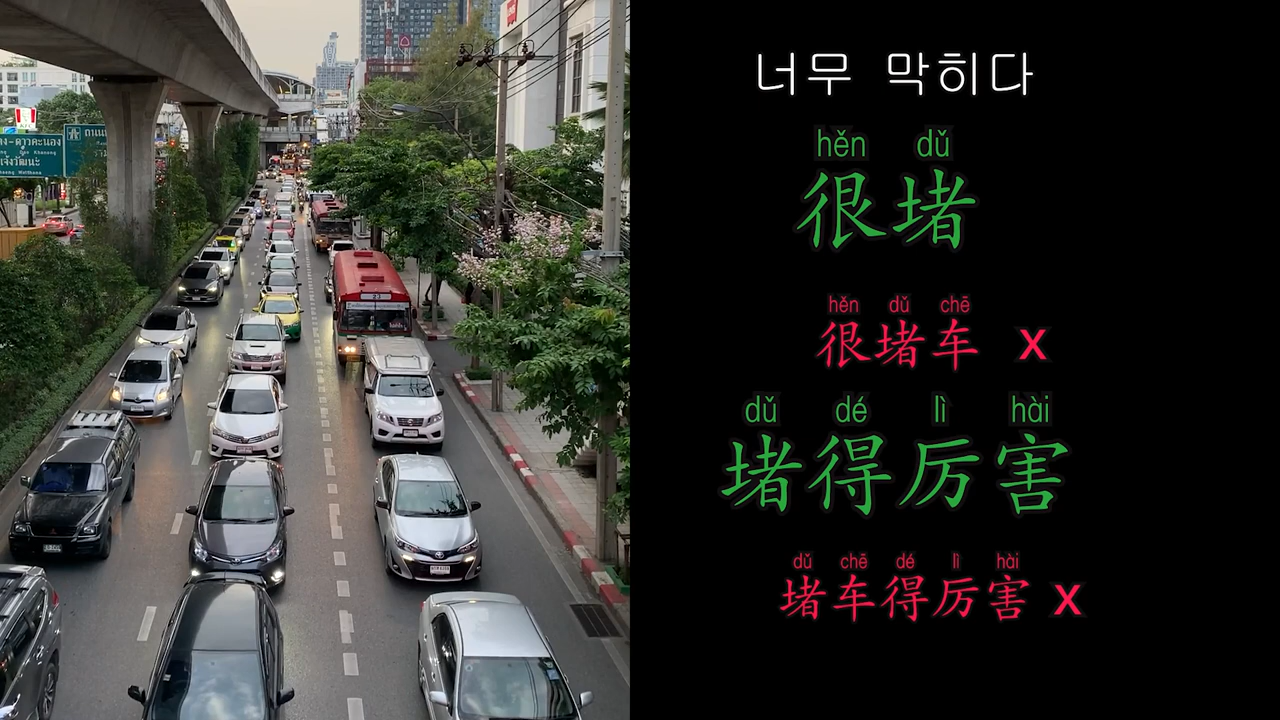 너무 막히다
hěn dǔ
很堵
hěn dǔ chē
很堵车 x
dǔ dé lì hài
堵得厉害
dǔ chē dé lì hài
堵车得厉害 x
23